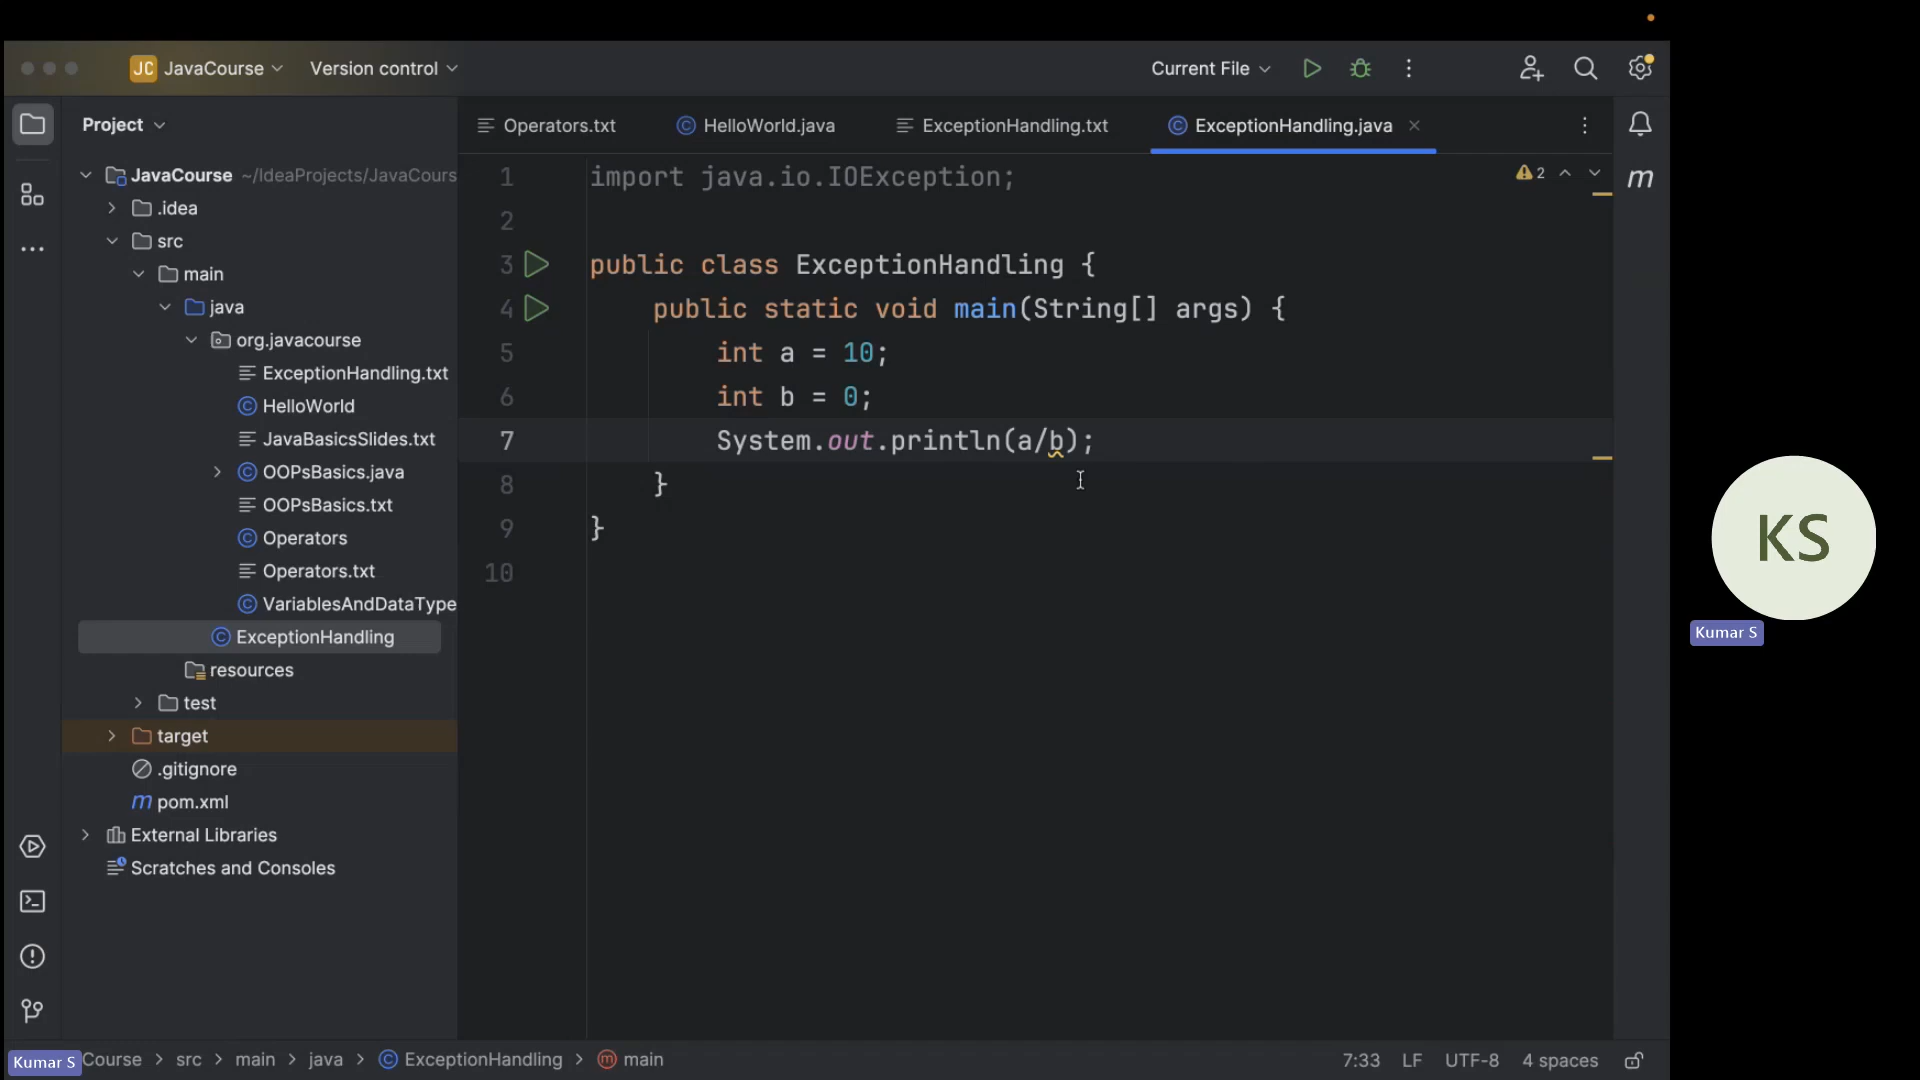 JC JavaCourse Version control Current File
Project
Operators.txt HelloWorld.java ExceptionHandling.txt ExceptionHandling.java
JavaCourse ~/IdeaProjects/JavaCours
.idea
src
main
java
org.javacourse
ExceptionHandling.txt
HelloWorld
JavaBasicsSlides.txt
OOPsBasics.java
OOPsBasics.txt
Operators
Operators.txt
VariablesAndDataType
ExceptionHandling
resources
test
target
.gitignore
pom.xml
External Libraries
Scratches and Consoles
1 import java.io.IOException;
2
3 public class ExceptionHandling {
4 public static void main(String[] args) {
5 int a = 10;
6 int b = 0;
7 System.out.println(a/b);
8 }
9 }
10
2
m
KS
Kumar S
Kumar S Course > src > main > java > ExceptionHandling > main 7:33 LF UTF-8 4 spaces